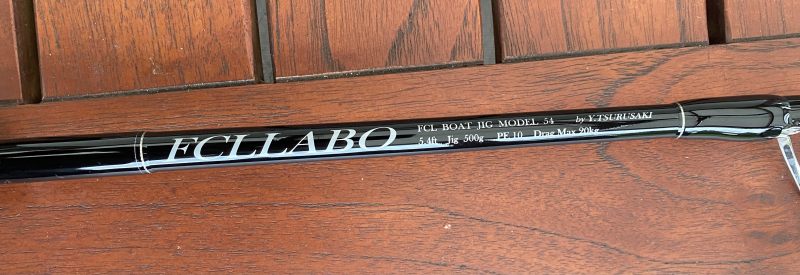 FCLLABO
FCL BOAT JIG MODEL 54 by Y.TSURUSAKI
5.4ft Jig 500g PE.10 Drag Max 20kg